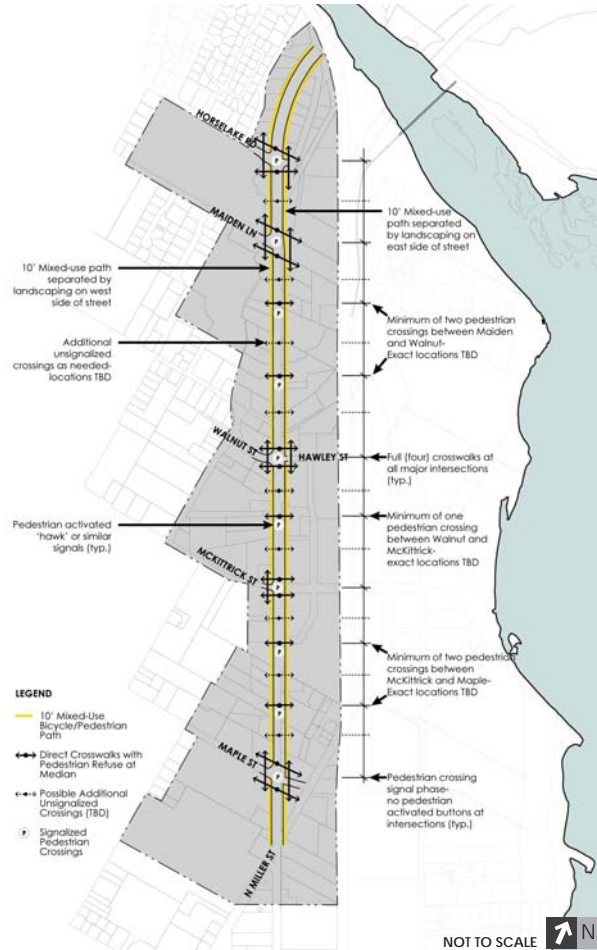 HORSELAKE RD
MAIDEN LN
10' Mixed-use
path separated
by landscaping on
east side of street
10' Mixed-use path
separated by
landscaping on west
side of street
Minimum of two pedestrian
crossings between Maiden
and Walnut-
Exact locations TBD
Additional
unsignalized
crossings as needed-
locations TBD
WALNUT ST
HAWLEY ST
Full (four) crosswalks at
all major intersections
(typ.)
Pedestrian activated
'hawk' or similar
signals (typ.)
Minimum of one
pedestrian crossing
between Walnut and
McKittrick-
exact locations TBD
MCKITTRICK ST
Minimum of two pedestrian
crossings between
McKittrick and Maple-
Exact locations TBD
MAPLE ST
Pedestrian crossing
signal phase-
no pedestrian
activated buttons at
intersections (typ.)
N MILLER ST
LEGEND
10' Mixed-Use
Bicycle/Pedestrian
Path
Direct Crosswalks with
Pedestrian Refuse at
Median
Possible Additional
Unsignalized
Crossings (TBD)
P Signalized
Pedestrian
Crossings
P
P
P
P
P
P
P
P
P
P
NOT TO SCALE N